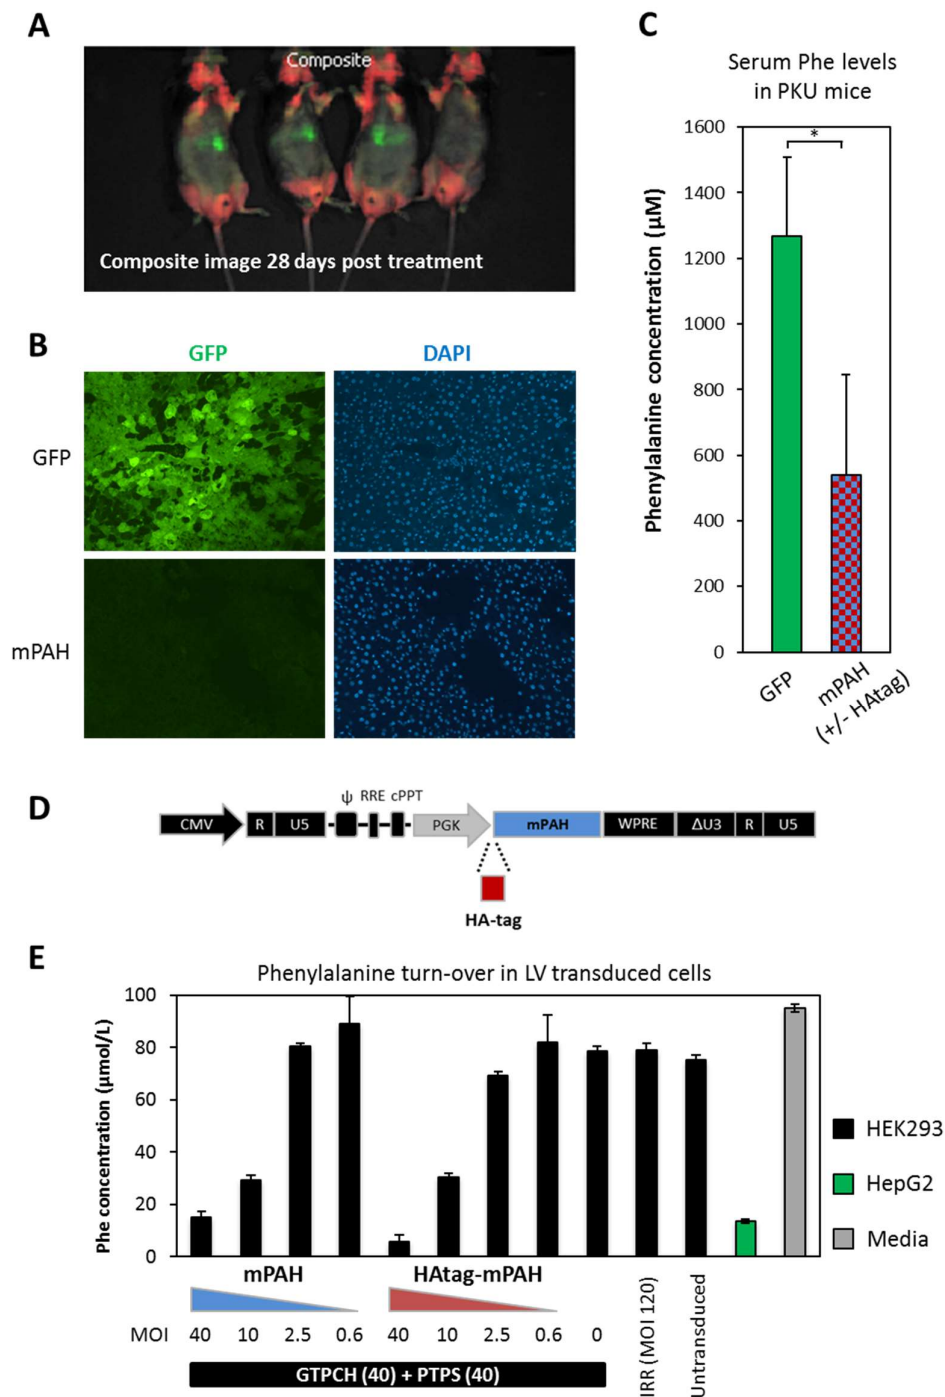 A
Composite
Composite image 28 days post treatment
B
GFP
DAPI
GFP
mPAH
C
Serum Phe levels
in PKU mice
Phenylalanine concentration (µM)
1600
1400
1200
1000
800
600
400
200
0
*
GFP
mPAH
(+/- HAtag)
D
CMV
R
U5
ψ
RRE
cPPT
PGK
mPAH
WPRE
ΔU3
R
U5
HA-tag
E
Phenylalanine turn-over in LV transduced cells
Phe concentration (µmol/L)
100
80
60
40
20
0
mPAH
HAtag-mPAH
MOI
40
10
2.5
0.6
40
10
2.5
0.6
0
GTPCH (40) + PTPS (40)
IRR (MOI 120)
Untransduced
HEK293
HepG2
Media